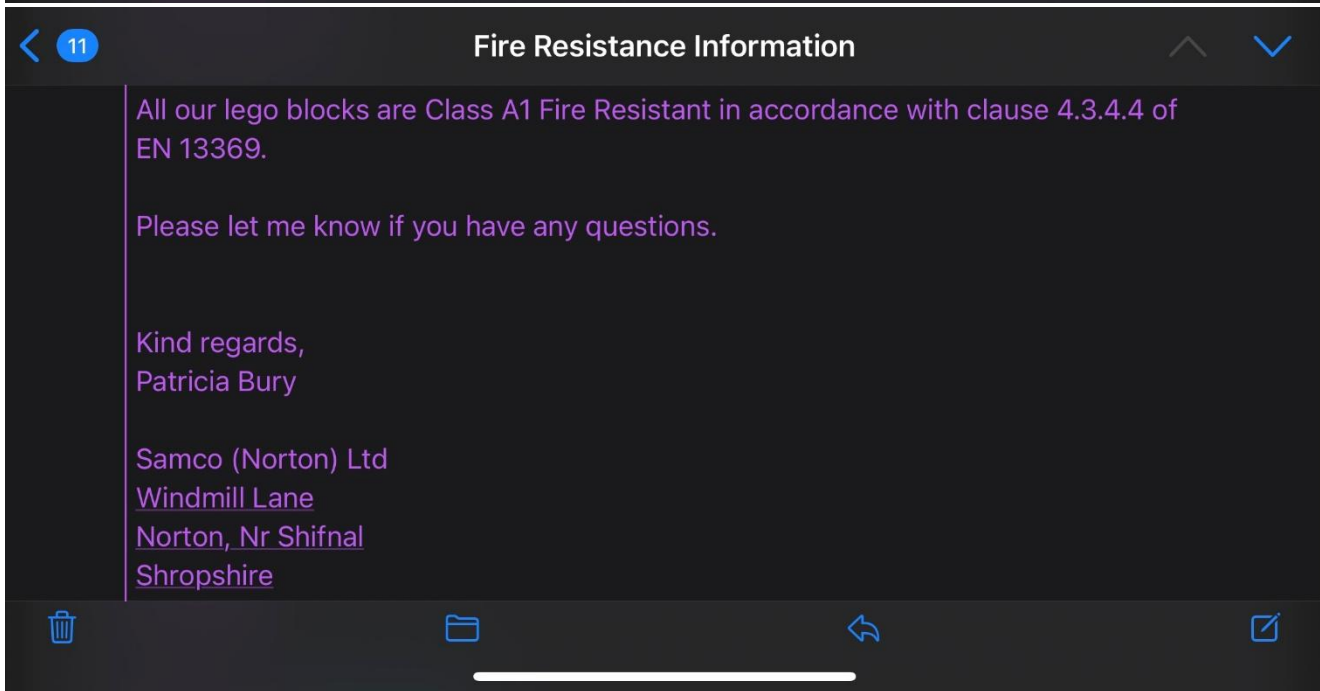 11
Fire Resistance Information
All our lego blocks are Class A1 Fire Resistant in accordance with clause 4.3.4.4 of
EN 13369.
Please let me know if you have any questions.
Kind regards,
Patricia Bury
Samco (Norton) Ltd
Windmill Lane
Norton, Nr Shifnal
Shropshire